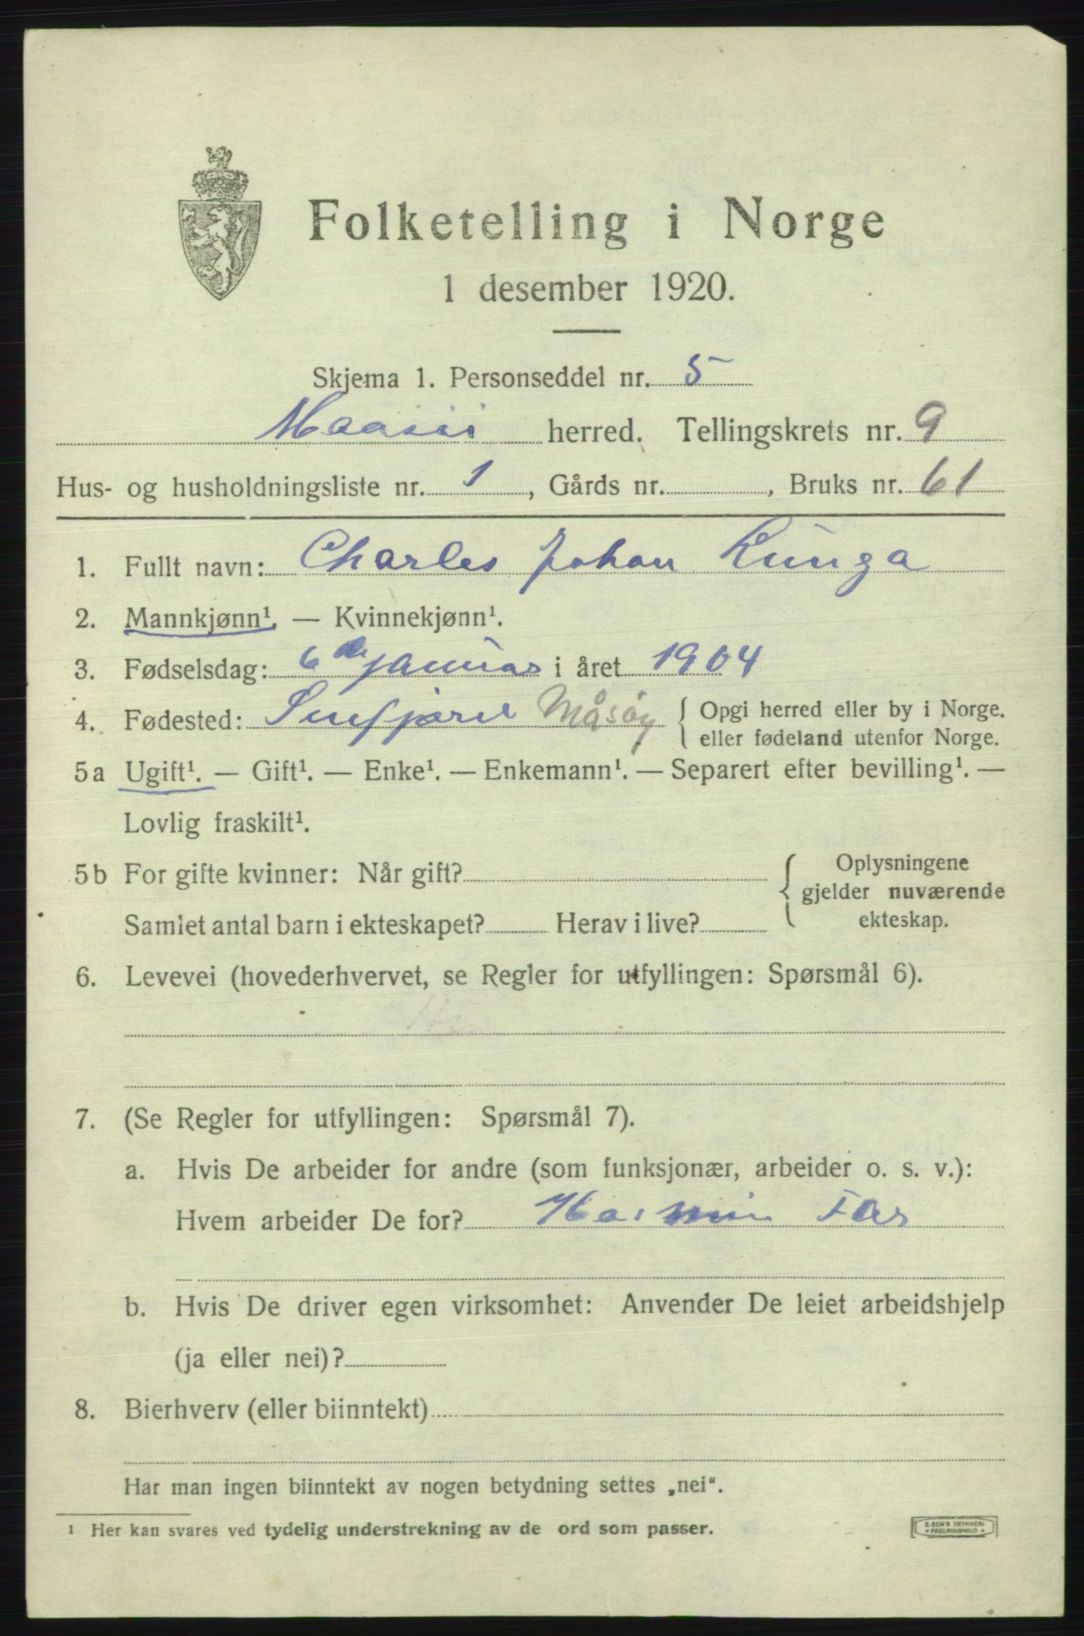 Folketelling i Norge
1 desember 1920.
Skjema 1. Personseddel nr. 5
Maasöi herred. Tellingskrets nr. 9
Hus- og husholdningsliste nr. 1, Gårds nr. , Bruks nr. 61
1. Fullt navn: Charles Johan Runga
2. Mannkjønn¹. — Kvinnekjønn¹.
3. Fødselsdag: 6 de januar i året 1904
4. Fødested: Måsøy { Opgi herred eller by i Norge.
eller fødeland utenfor Norge.
5a Ugift¹. — Gift¹. — Enke¹. — Enkemann¹. — Separert efter bevilling¹. —
Lovlig fraskilt¹.
5b For gifte kvinner: Når gift? { Oplysningene
gjelder nuværende
Samlet antal barn i ekteskapet? Herav i live? ekteskap.
6. Levevei (hovederhvervet, se Regler for utfyllingen: Spørsmål 6).
7. (Se Regler for utfyllingen: Spørsmål 7).
a. Hvis De arbeider for andre (som funksjonær, arbeider o. s. v.):
Hvem arbeider De for? min Far
b. Hvis De driver egen virksomhet: Anvender De leiet arbeidshjelp
(ja eller nei)?
8. Bierhverv (eller biinntekt)
Har man ingen biinntekt av nogen betydning settes „nei“.
¹ Her kan svares ved tydelig understrekning av de ord som passer.